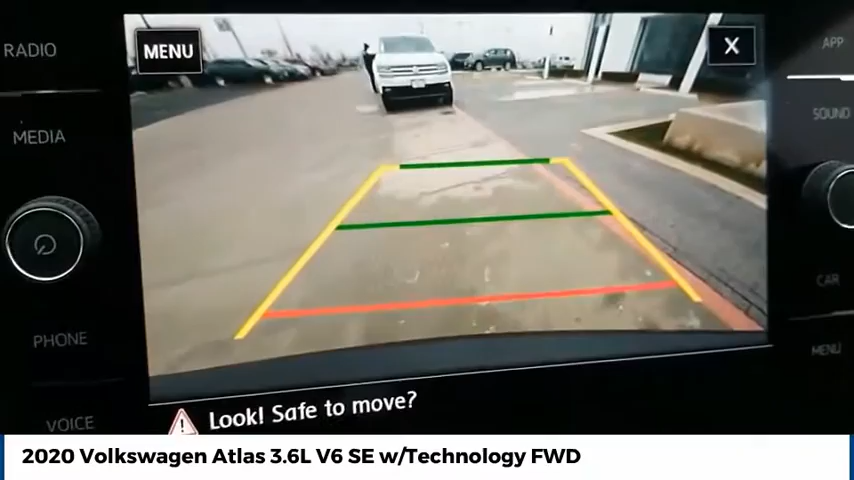 RADIO
MENU
X
APP
MEDIA
SOUND
PHONE
CAR
VOICE
MENU
Look! Safe to move?
2020 Volkswagen Atlas 3.6L V6 SE w/Technology FWD